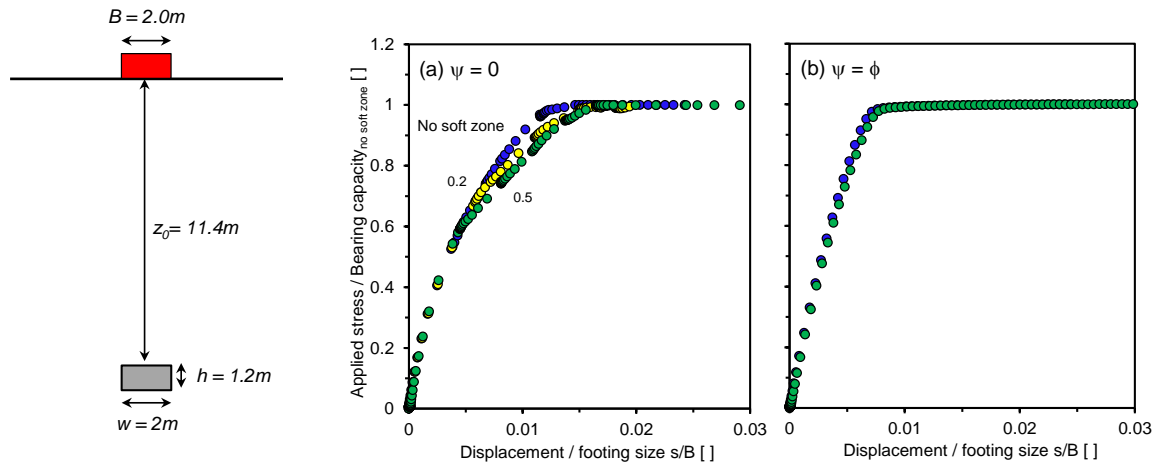 B = 2.0m
z0= 11.4m
h = 1.2m
w = 2m
Applied stress / Bearing capacityno soft zone [ ]
1.2
1
0.8
0.6
0.4
0.2
0
(a) ψ = 0
No soft zone
0.2
0.5
0
0.01
0.02
0.03
Displacement / footing size s/B [ ]
(b) ψ = ϕ
0
0.01
0.02
0.03
Displacement / footing size s/B [ ]